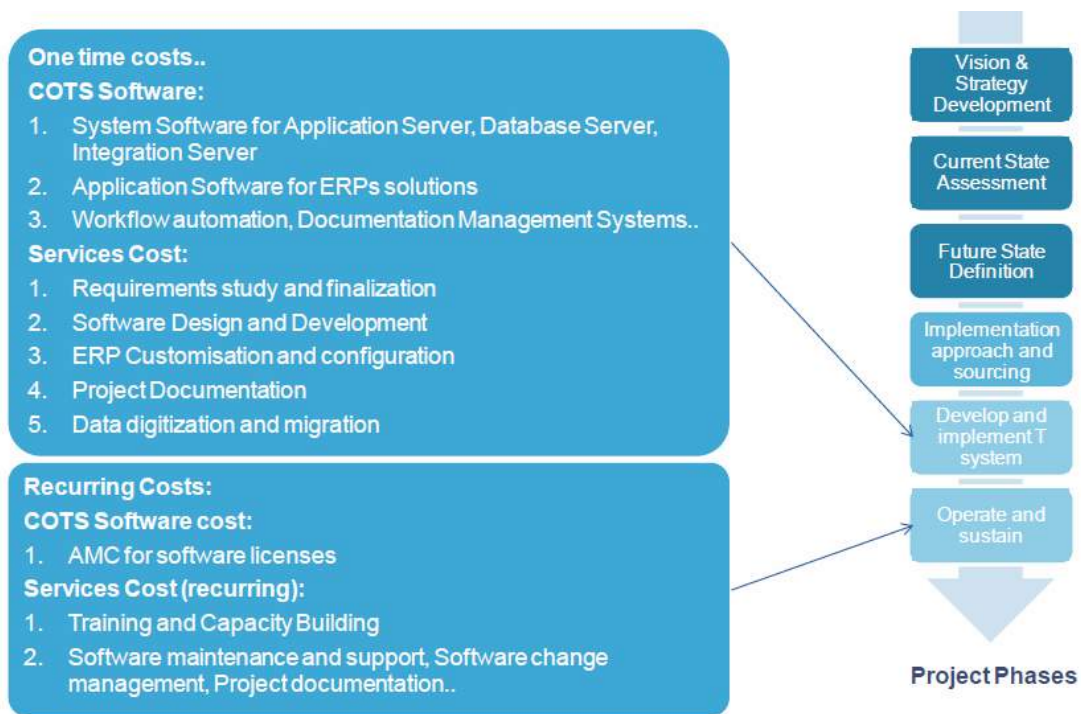 One time costs..
COTS Software:
1. System Software for Application Server, Database Server,
Integration Server
2. Application Software for ERPs solutions
3. Workflow automation, Documentation Management Systems..
Services Cost:
1. Requirements study and finalization
2. Software Design and Development
3. ERP Customisation and configuration
4. Project Documentation
5. Data digitization and migration
Recurring Costs:
COTS Software cost:
1. AMC for software licenses
Services Cost (recurring):
1. Training and Capacity Building
2. Software maintenance and support, Software change
management, Project documentation..
Vision &
Strategy
Development
Current State
Assessment
Future State
Definition
Implementation
approach and
sourcing
Develop and
implement T
system
Operate and
sustain
Project Phases